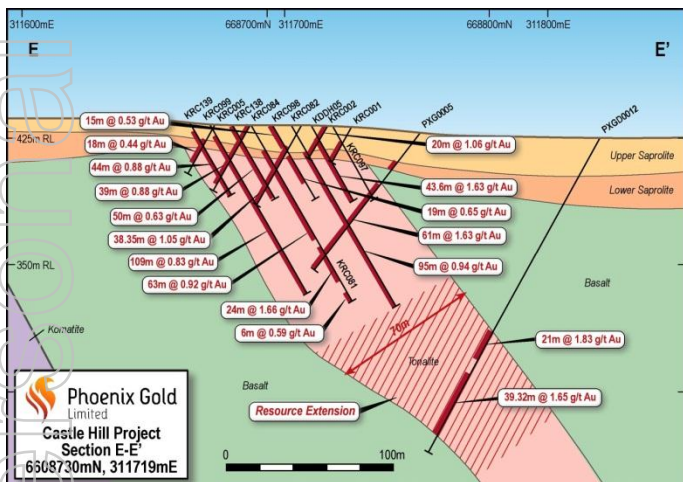 311600mE
668700mN
311700mE
668800mN
311800mE
E
E'
KRC139
KRC099
KRC005
KRC138
KRC084
KRC098
KRC082
KDDH05
KRC002
KRC001
PXG0005
PXGD0012
15m @ 0.53 g/t Au
20m @ 1.06 g/t Au
425m RL
18m @ 0.44 g/t Au
KRC097
Upper Saprolite
44m @ 0.88 g/t Au
43.6m @ 1.63 g/t Au
Lower Saprolite
39m @ 0.88 g/t Au
19m @ 0.65 g/t Au
50m @ 0.63 g/t Au
61m @ 1.63 g/t Au
38.35m @ 1.05 g/t Au
350m RL
109m @ 0.83 g/t Au
95m @ 0.94 g/t Au
63m @ 0.92 g/t Au
KRC081
Basalt
24m @ 1.66 g/t Au
6m @ 0.59 g/t Au
70m
Komatite
21m @ 1.83 g/t Au
Tonalite
Basalt
39.32m @ 1.65 g/t Au
Resource Extension
Phoenix Gold
Limited
Castle Hill Project
Section E-E'
6608730mN, 311719mE
0
100m
ersonal